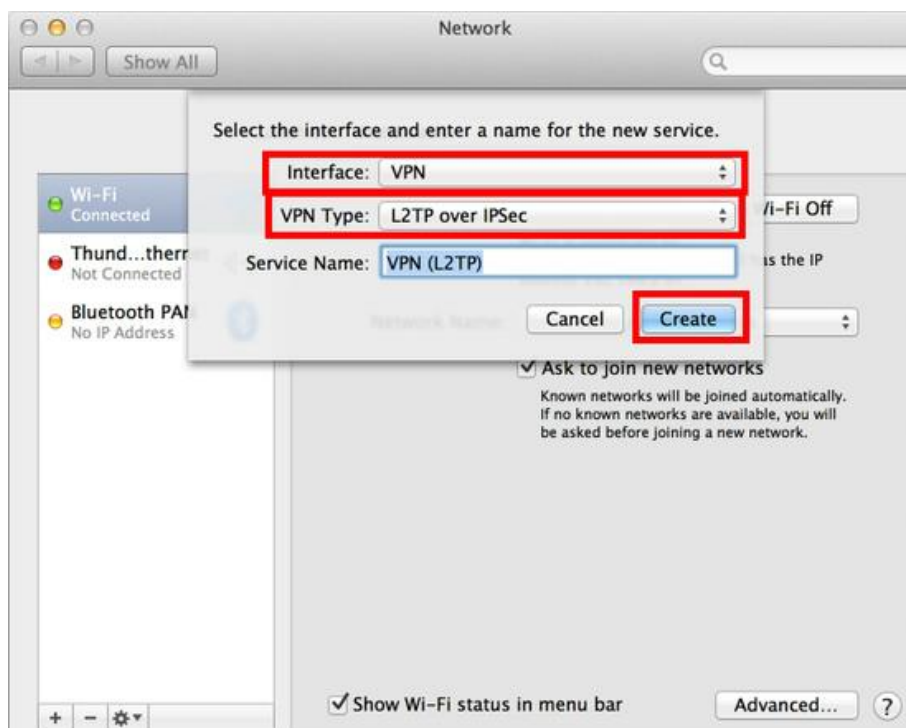 Network
Show All
Select the interface and enter a name for the new service.
Interface: VPN
VPN Type: L2TP over IPSec
Service Name: VPN (L2TP)
Cancel Create
Wi-Fi
Connected
Thund...ther
Not Connected
Bluetooth PAN
No IP Address
Wi-Fi Off
as the IP
Network Name:
Ask to join new networks
Known networks will be joined automatically.
If no known networks are available, you will
be asked before joining a new network.
Show Wi-Fi status in menu bar
Advanced... ?
+ −